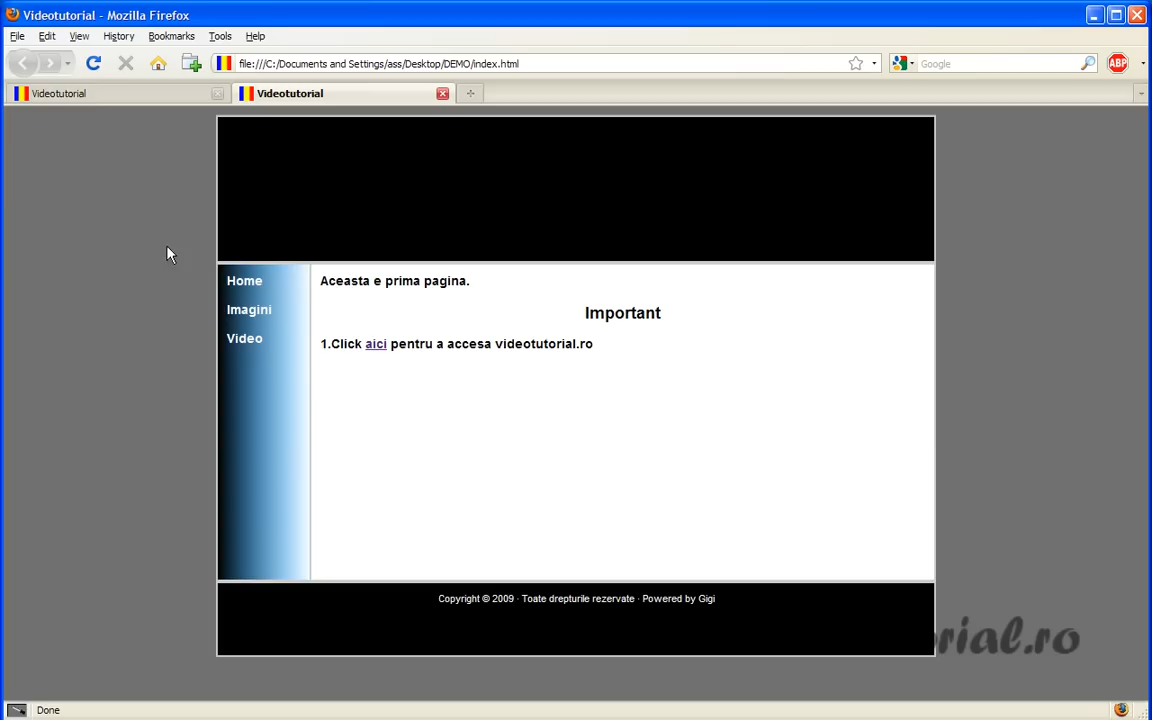 Videotutorial - Mozilla Firefox
File Edit View History Bookmarks Tools Help
file:///C:/Documents and Settings/ass/Desktop/DEMO/index.html
Google
ABP
Videotutorial
Videotutorial
Home
Imagini
Video
Aceasta e prima pagina.
Important
1.Click aici pentru a accesa videotutorial.ro
Copyright © 2009 · Toate drepturile rezervate · Powered by Gigi
rial.ro
Done